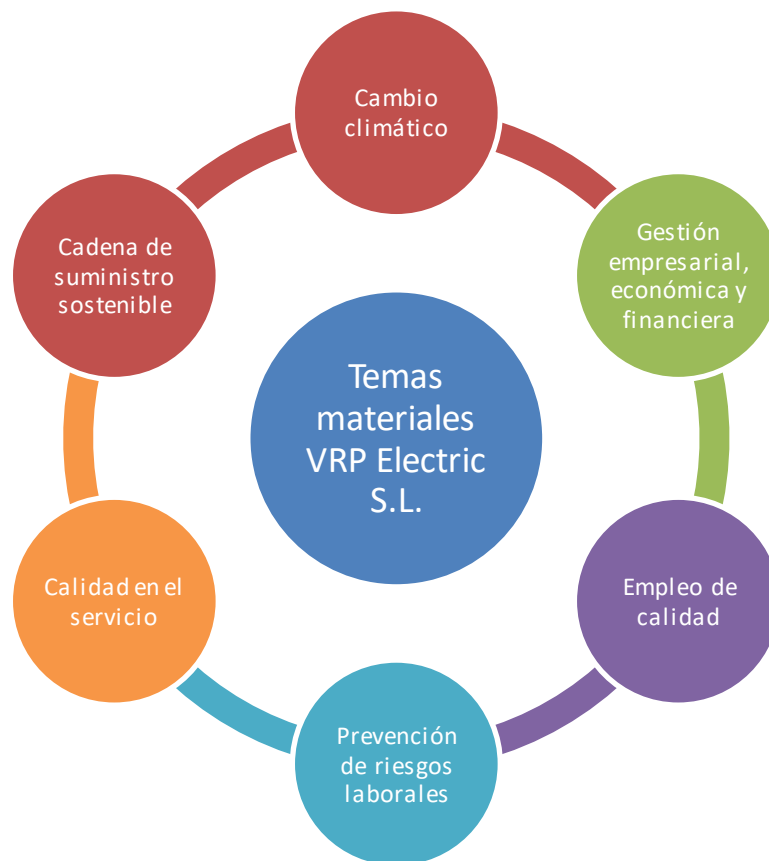 Cambio
climático
Gestión
empresarial,
económica y
financiera
Empleo de
calidad
Prevención
de riesgos
laborales
Calidad en el
servicio
Cadena de
suministro
sostenible
Temas
materiales
VRP Electric
S.L.